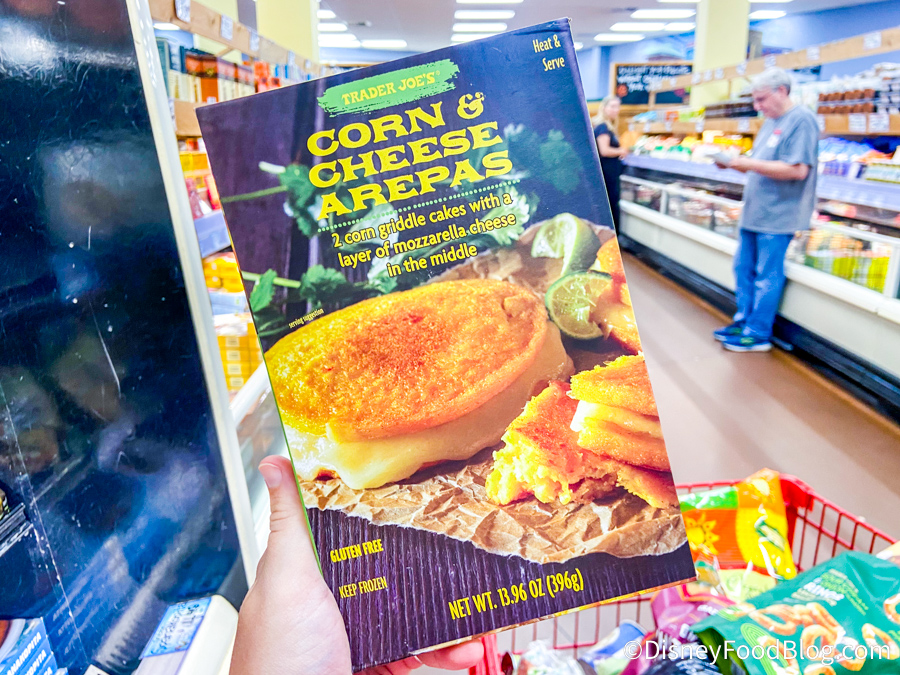 Heat &
Serve
TRADER JOE'S®
CORN &
CHEESE
AREPAS
2 corn griddle cakes with a
layer of mozzarella cheese
in the middle
serving suggestion
GLUTEN FREE
KEEP FROZEN
NET WT. 13.96 OZ (396g)
©DisneyFoodBlog.com